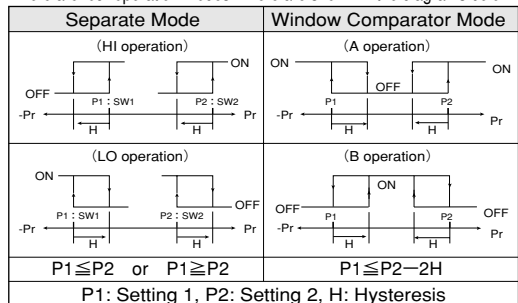 Separate Mode Window Comparator Mode
(HI operation) (A operation)
ON ON ON
OFF OFF
P1：SW1 P2：SW2 P1 P2
-Pr H H Pr -Pr H H Pr
(LO operation) (B operation)
ON ON
P1：SW1 P2：SW2 OFF OFF P1 P2 OFF
-Pr H H Pr -Pr H H Pr
P1≦P2 or P1≧P2 P1≦P2－2H
P1: Setting 1, P2: Setting 2, H: Hysteresis